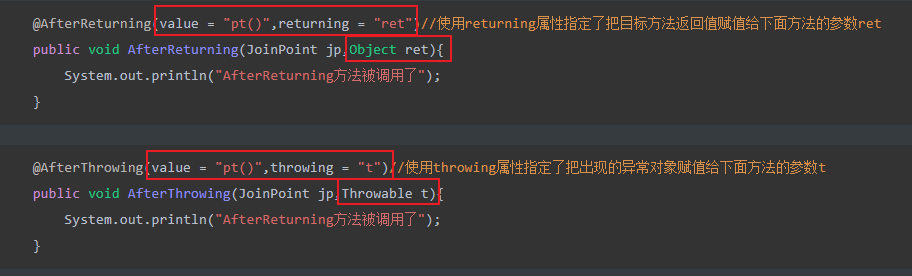 @AfterReturning(value = "pt()",returning = "ret")//使用returning属性指定了把目标方法返回值赋值给下面方法的参数ret
public void AfterReturning(JoinPoint jp,Object ret){
System.out.println("AfterReturning方法被调用了");
}
@AfterThrowing(value = "pt()",throwing = "t")//使用throwing属性指定了把出现的异常对象赋值给下面方法的参数t
public void AfterThrowing(JoinPoint jp,Throwable t){
System.out.println("AfterReturning方法被调用了");
}